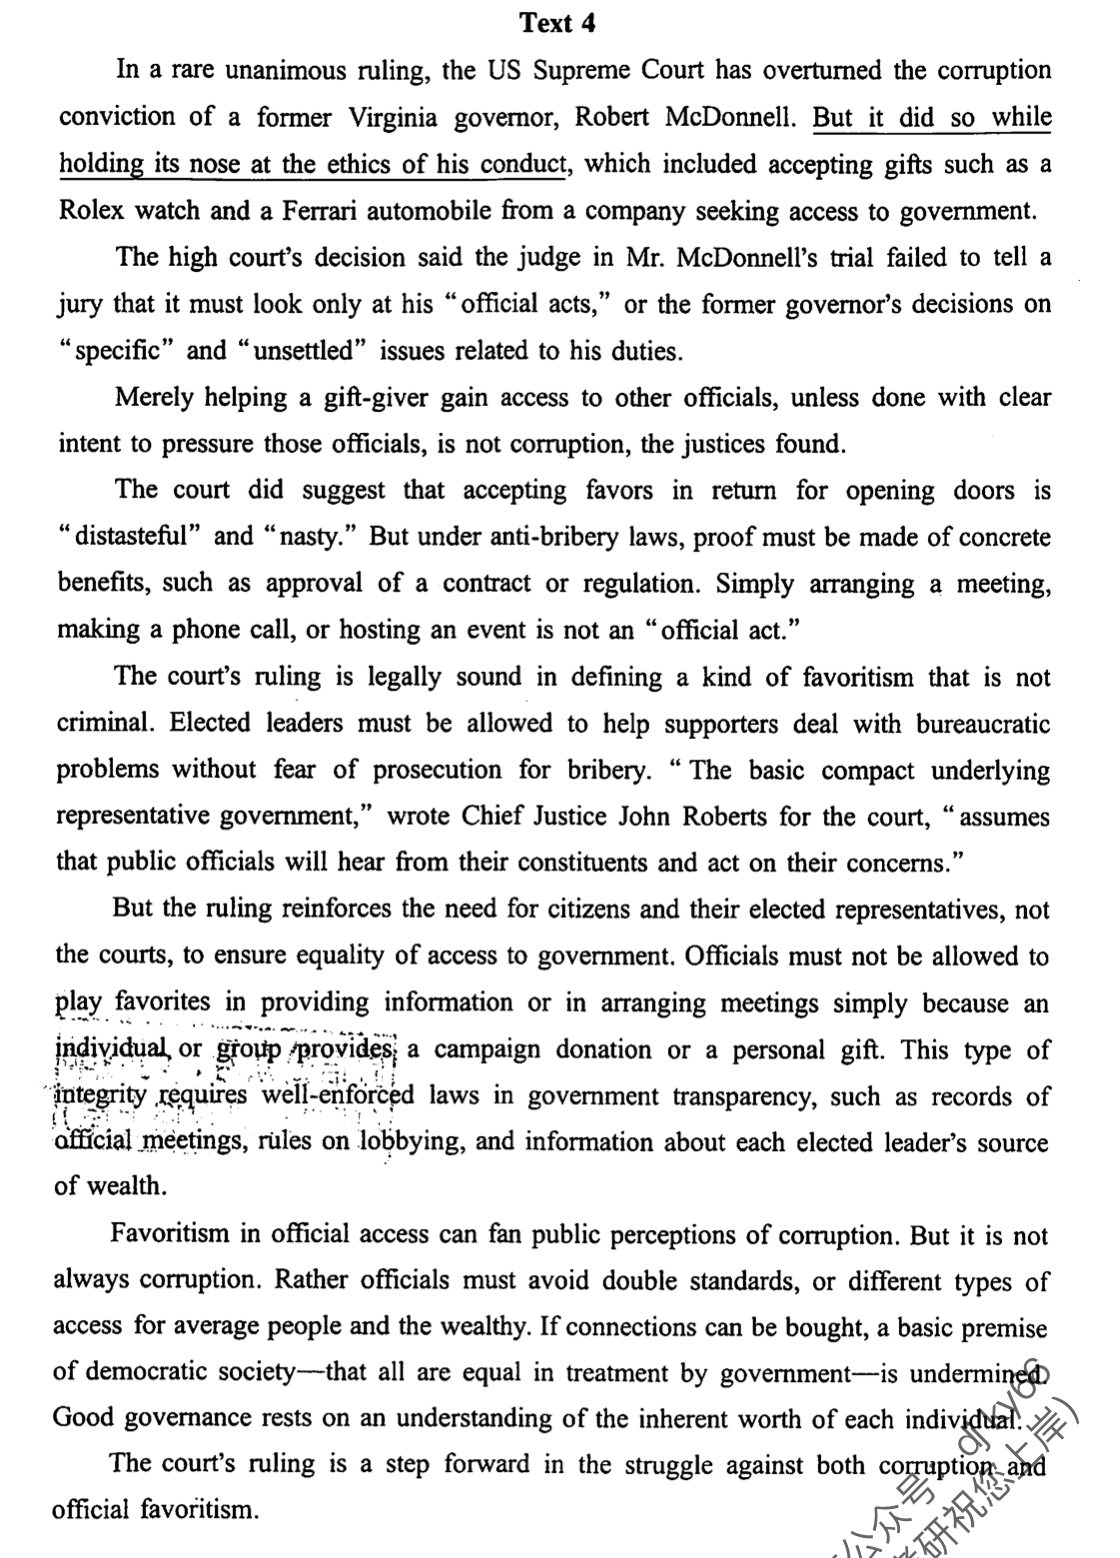 Text 4
In a rare unanimous ruling, the US Supreme Court has overturned the corruption
conviction of a former Virginia governor, Robert McDonnell. But it did so while
holding its nose at the ethics of his conduct, which included accepting gifts such as a
Rolex watch and a Ferrari automobile from a company seeking access to government.
The high court's decision said the judge in Mr. McDonnell's trial failed to tell a
jury that it must look only at his “official acts,” or the former governor's decisions on
“specific” and “unsettled” issues related to his duties.
Merely helping a gift-giver gain access to other officials, unless done with clear
intent to pressure those officials, is not corruption, the justices found.
The court did suggest that accepting favors in return for opening doors is
“distasteful” and “nasty.” But under anti-bribery laws, proof must be made of concrete
benefits, such as approval of a contract or regulation. Simply arranging a meeting,
making a phone call, or hosting an event is not an “official act.”
The court's ruling is legally sound in defining a kind of favoritism that is not
criminal. Elected leaders must be allowed to help supporters deal with bureaucratic
problems without fear of prosecution for bribery. “The basic compact underlying
representative government,” wrote Chief Justice John Roberts for the court, “assumes
that public officials will hear from their constituents and act on their concerns.”
But the ruling reinforces the need for citizens and their elected representatives, not
the courts, to ensure equality of access to government. Officials must not be allowed to
play favorites in providing information or in arranging meetings simply because an
individual or group provides a campaign donation or a personal gift. This type of
integrity requires well-enforced laws in government transparency, such as records of
official meetings, rules on lobbying, and information about each elected leader's source
of wealth.
Favoritism in official access can fan public perceptions of corruption. But it is not
always corruption. Rather officials must avoid double standards, or different types of
access for average people and the wealthy. If connections can be bought, a basic premise
of democratic society—that all are equal in treatment by government—is undermined.
Good governance rests on an understanding of the inherent worth of each individual.
The court's ruling is a step forward in the struggle against both corruption and
official favoritism.
公众号 djky66
研祝您上岸）